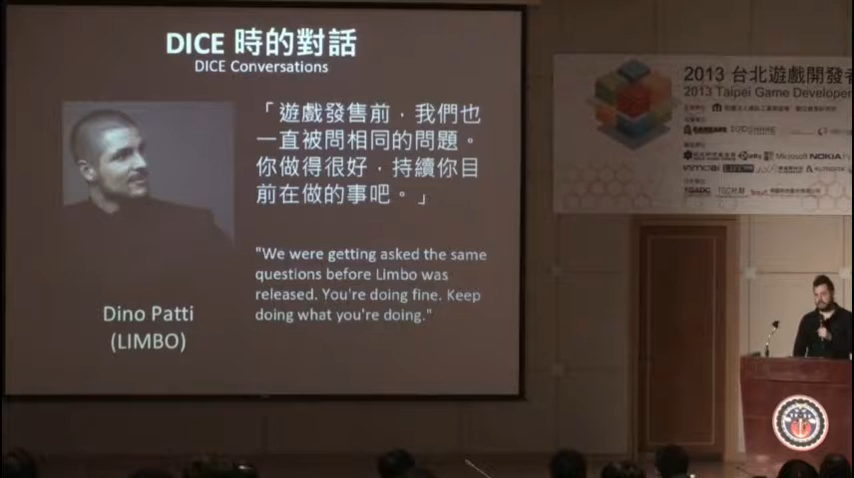 DICE 時的對話
DICE Conversations
「遊戲發售前，我們也
一直被問相同的問題。
你做得很好，持續你目
前在做的事吧。」
"We were getting asked the same
questions before Limbo was
released. You're doing fine. Keep
doing what you're doing."
Dino Patti
(LIMBO)
2013 台北遊戲開發者
2013 Taipei Game Developer
Microsoft NOKIA